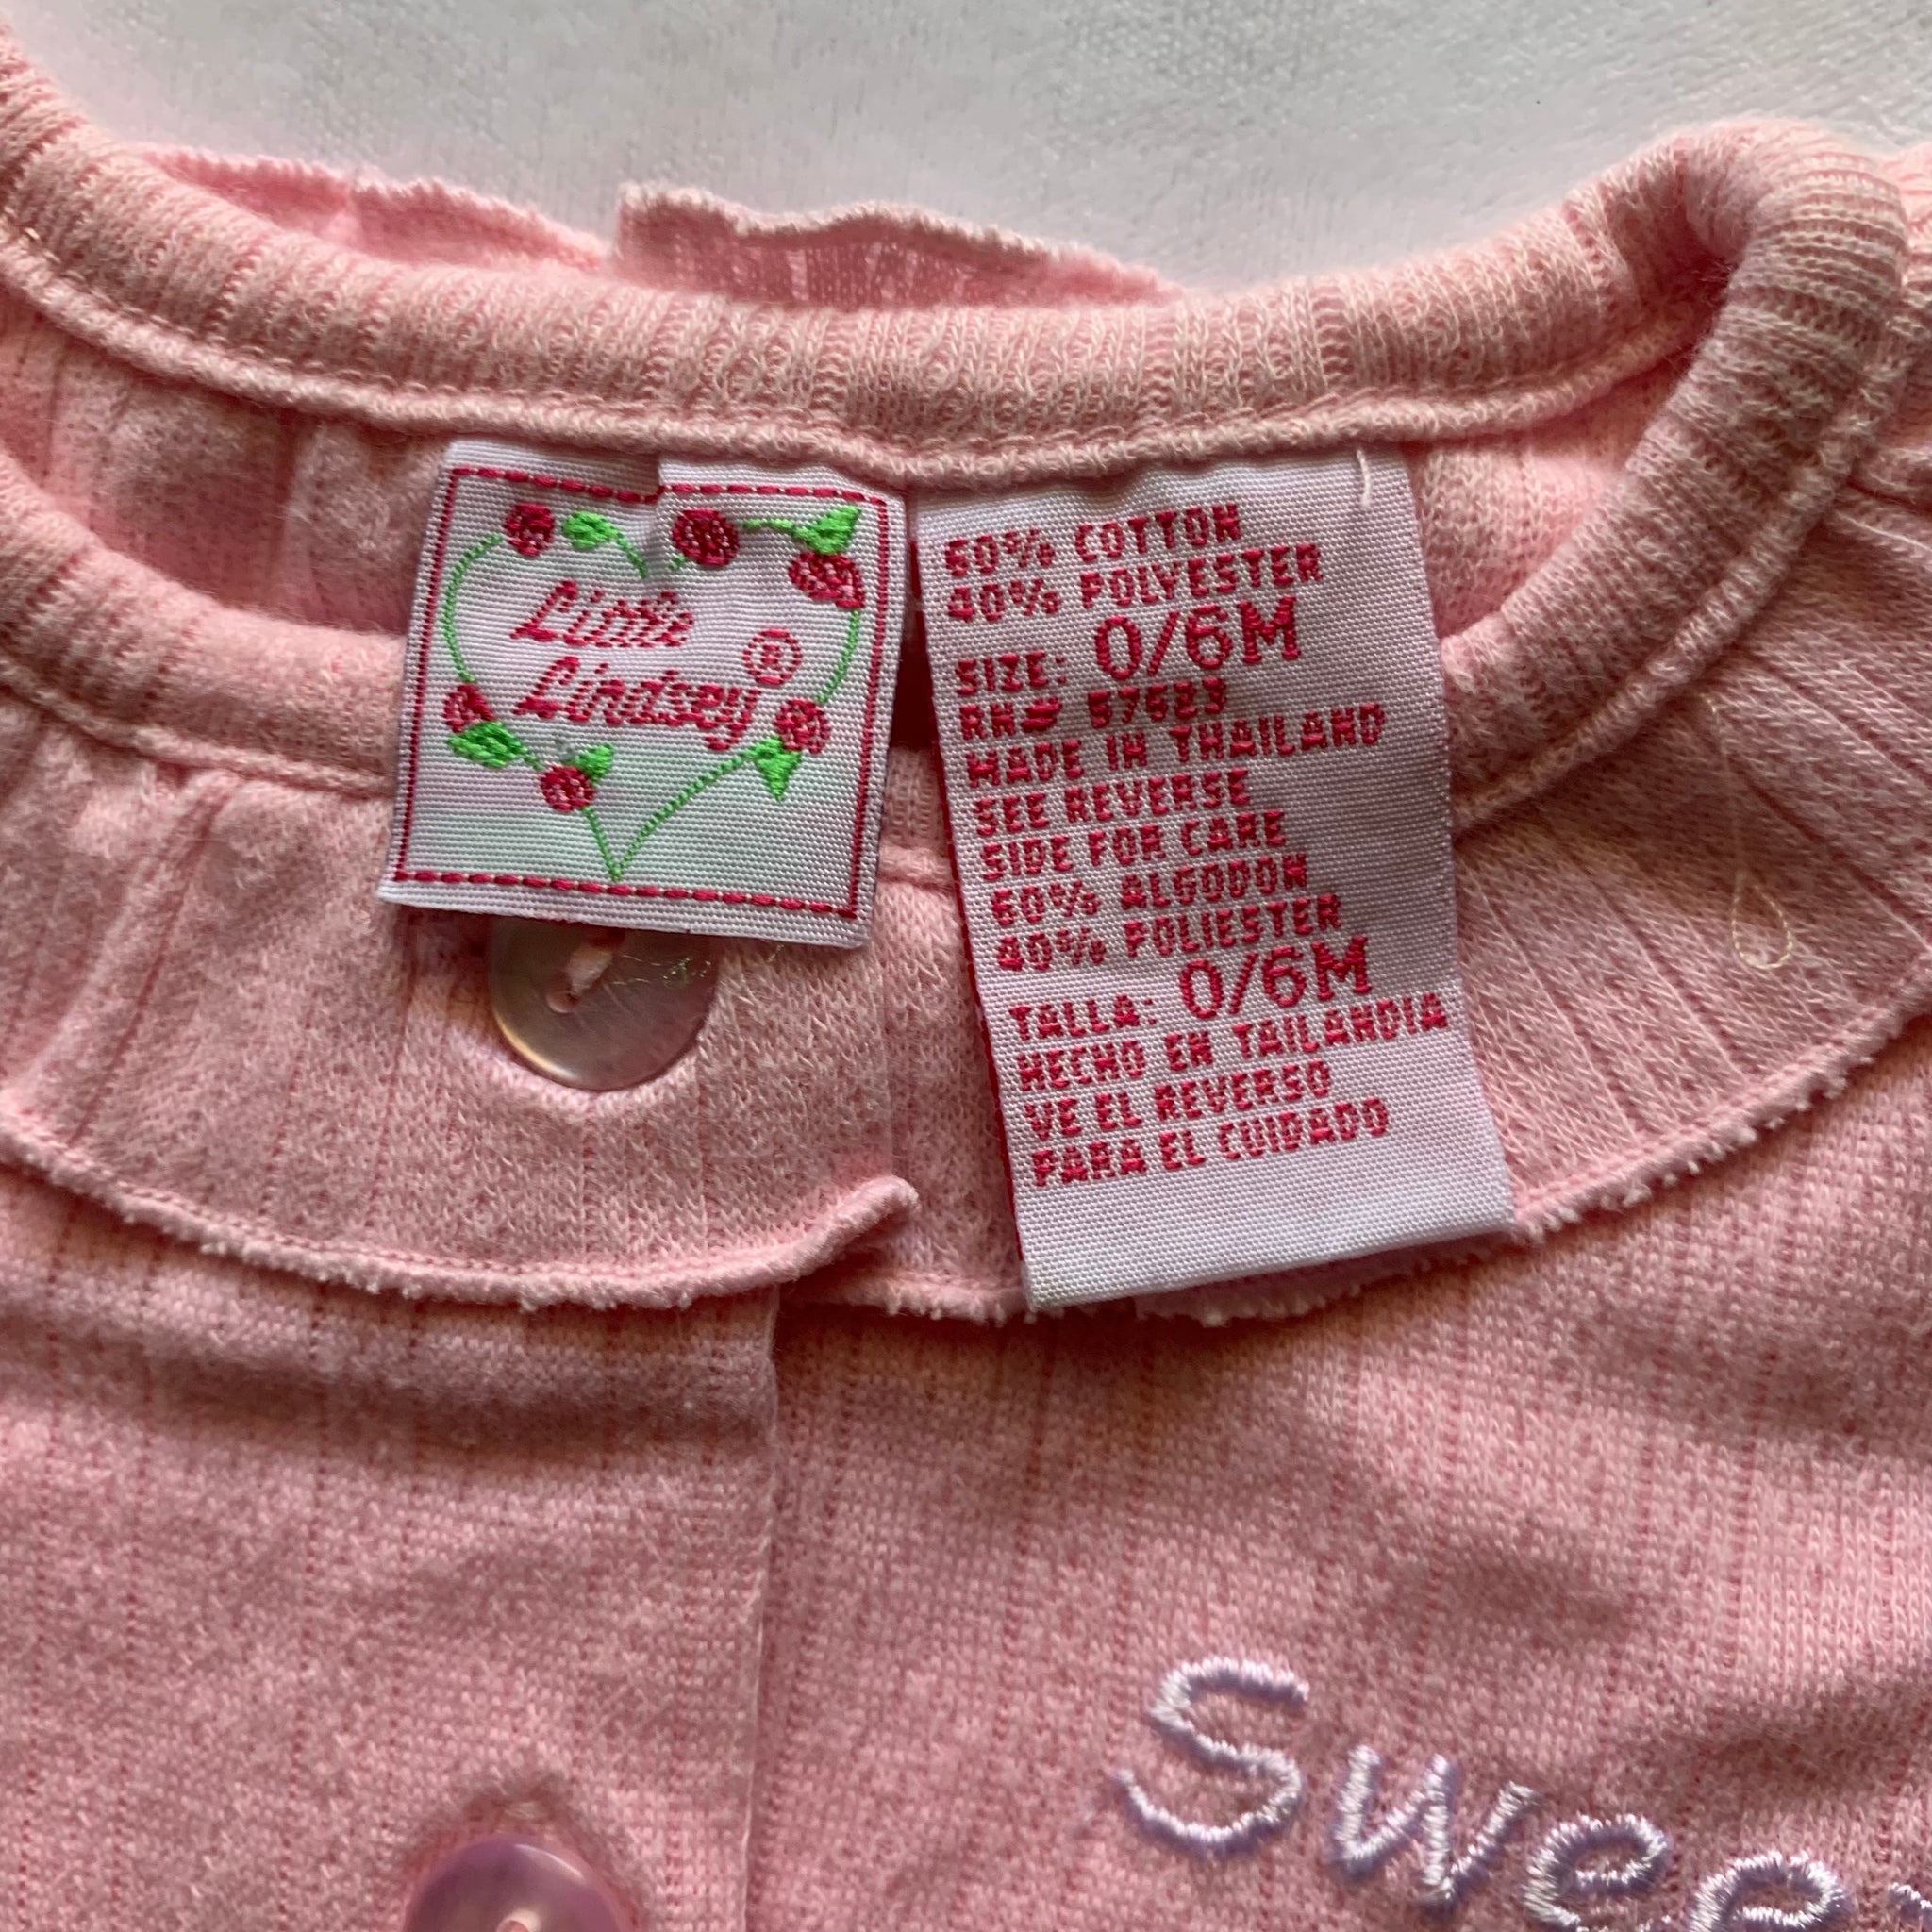 Little
Lindsey®
60% COTTON
40% POLYESTER
SIZE: 0/6M
RN# 57623
MADE IN THAILAND
SEE REVERSE
SIDE FOR CARE
60% ALGODON
40% POLIESTER
TALLA: 0/6M
HECHO EN TAILANDIA
VE EL REVERSO
PARA EL CUIDADO
Swee